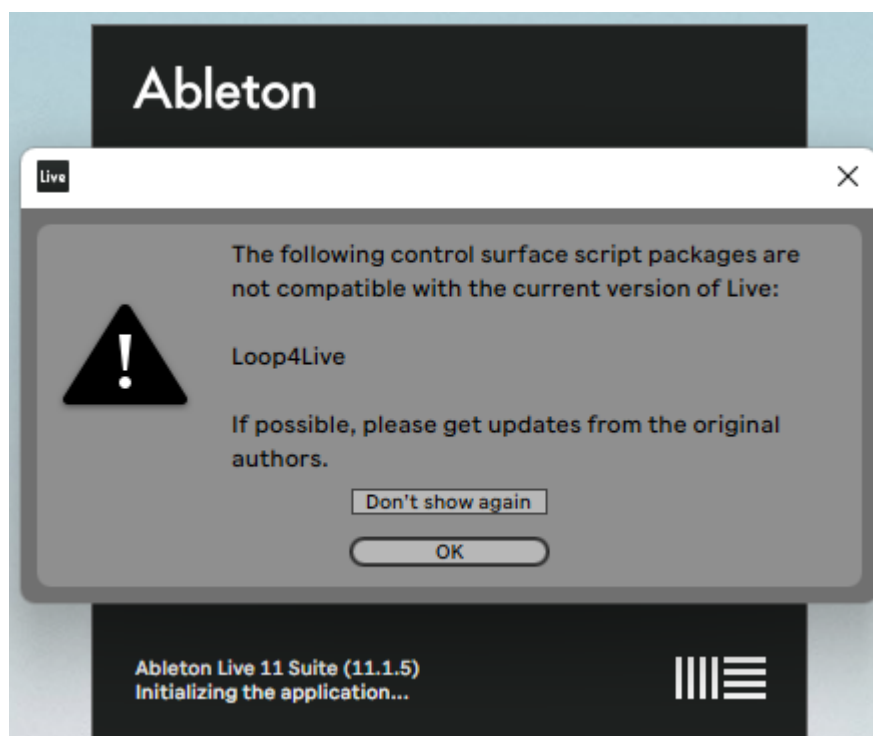 Ableton
Live
The following control surface script packages are
not compatible with the current version of Live:
Loop4Live
If possible, please get updates from the original
authors.
Don't show again
OK
Ableton Live 11 Suite (11.1.5)
Initializing the application...